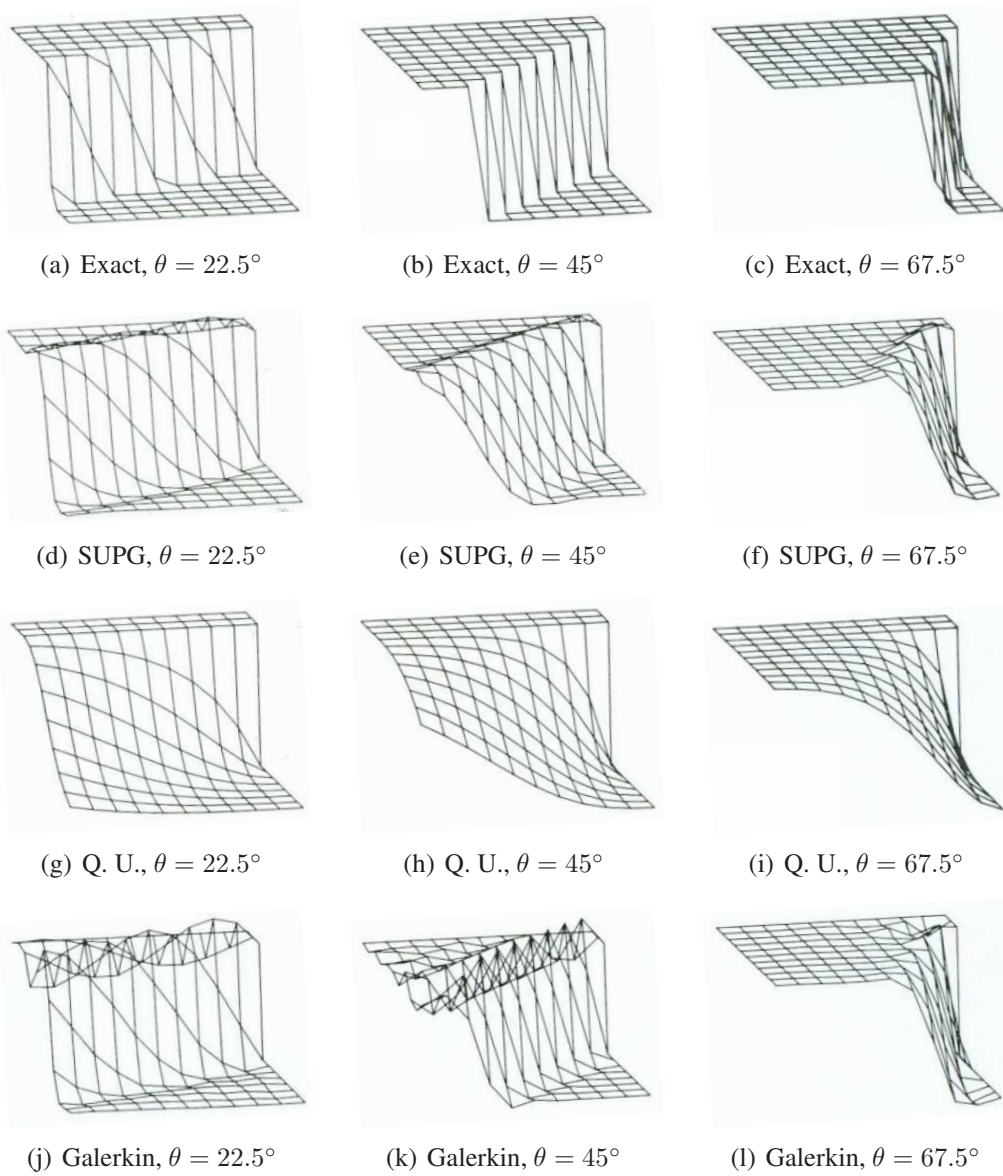 (a) Exact, θ = 22.5°
(b) Exact, θ = 45°
(c) Exact, θ = 67.5°
(d) SUPG, θ = 22.5°
(e) SUPG, θ = 45°
(f) SUPG, θ = 67.5°
(g) Q. U., θ = 22.5°
(h) Q. U., θ = 45°
(i) Q. U., θ = 67.5°
(j) Galerkin, θ = 22.5°
(k) Galerkin, θ = 45°
(l) Galerkin, θ = 67.5°